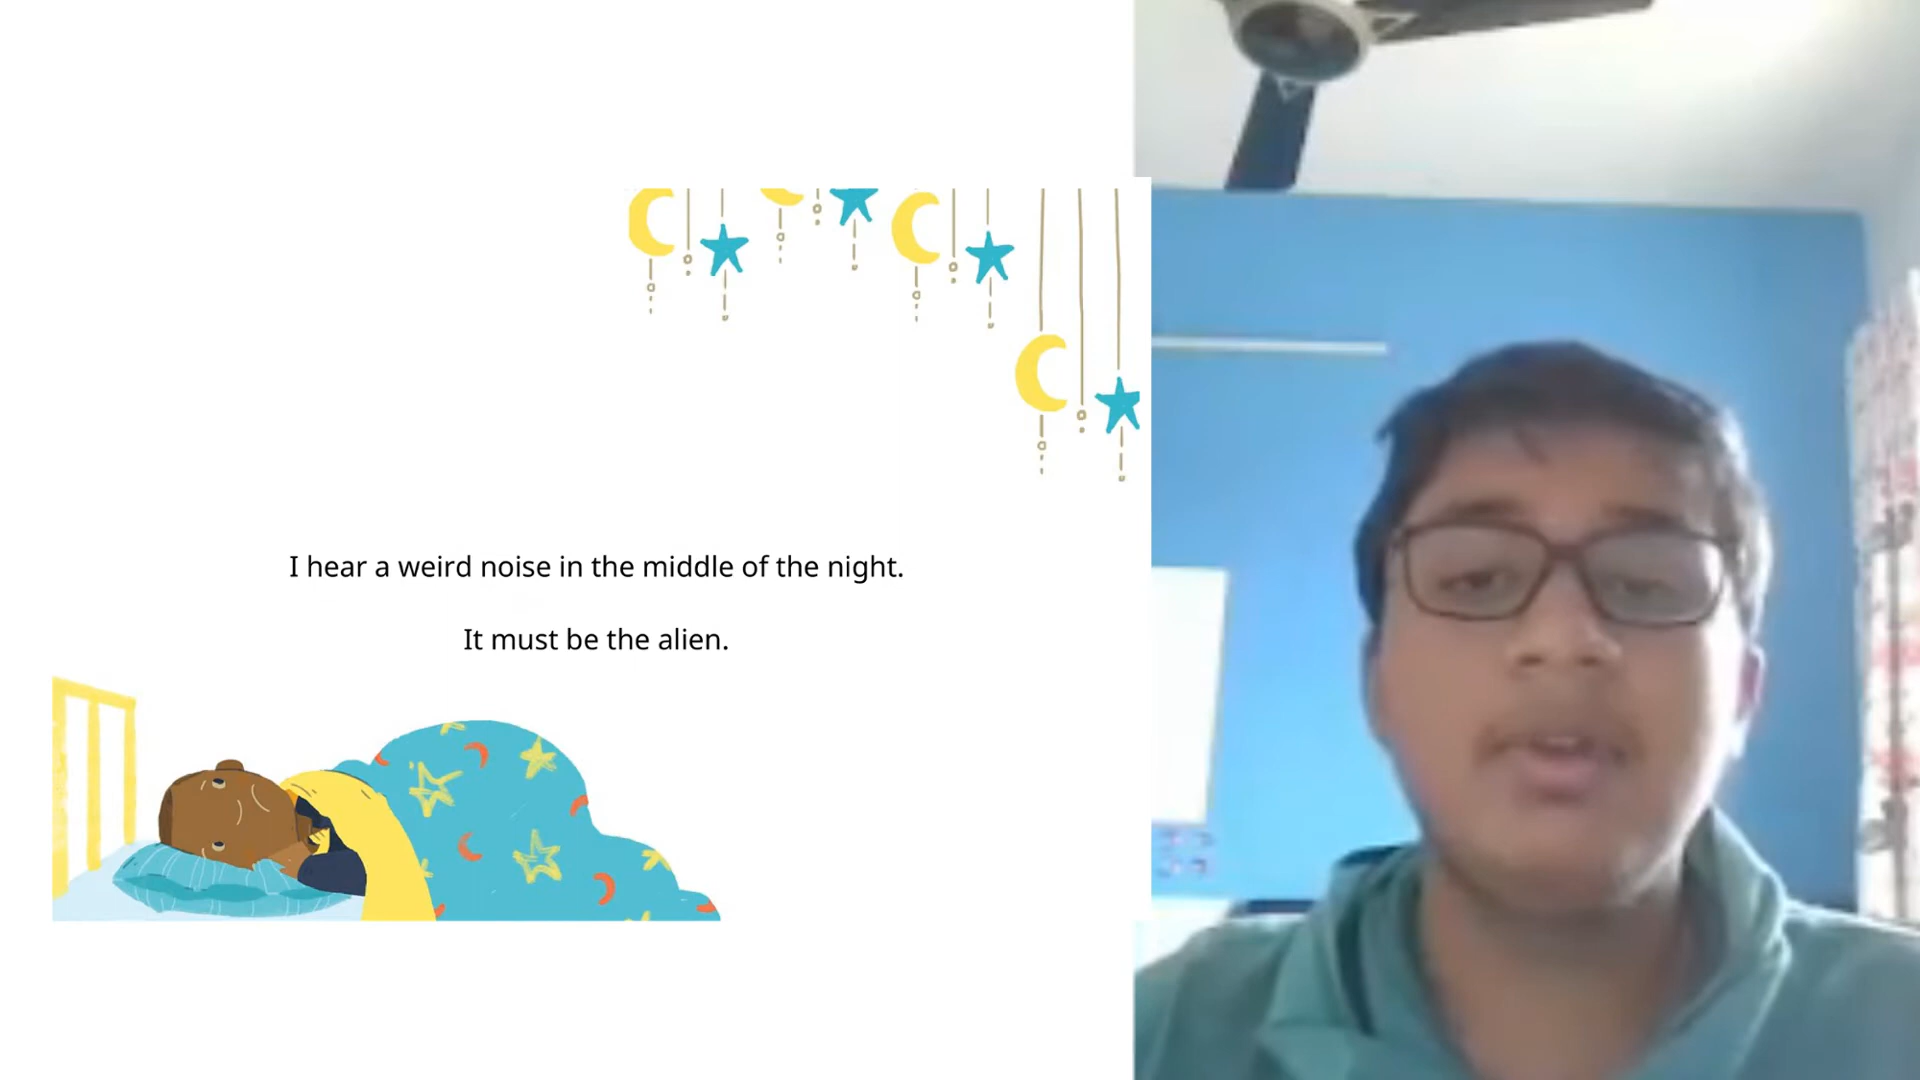 I hear a weird noise in the middle of the night.
It must be the alien.